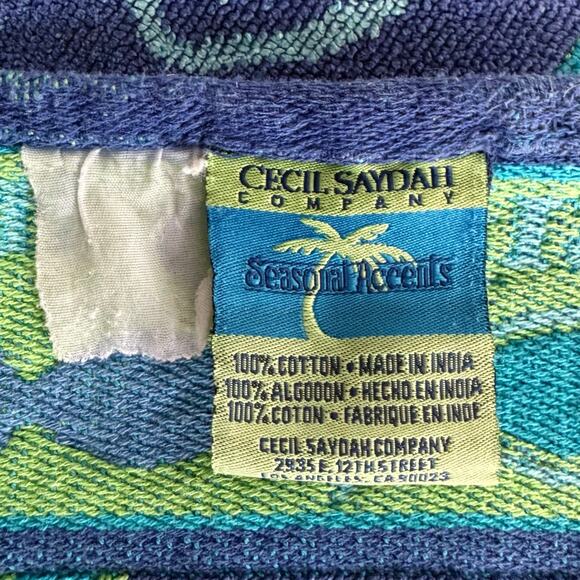 CECIL SAYDAH
COMPANY
Seasonal Accents
100% COTTON • MADE IN INDIA
100% ALGODON • HECHO EN INDIA
100% COTON • FABRIQUE EN INDE
CECIL SAYDAH COMPANY
2935 E. 12TH STREET
LOS ANGELES, CA 90023